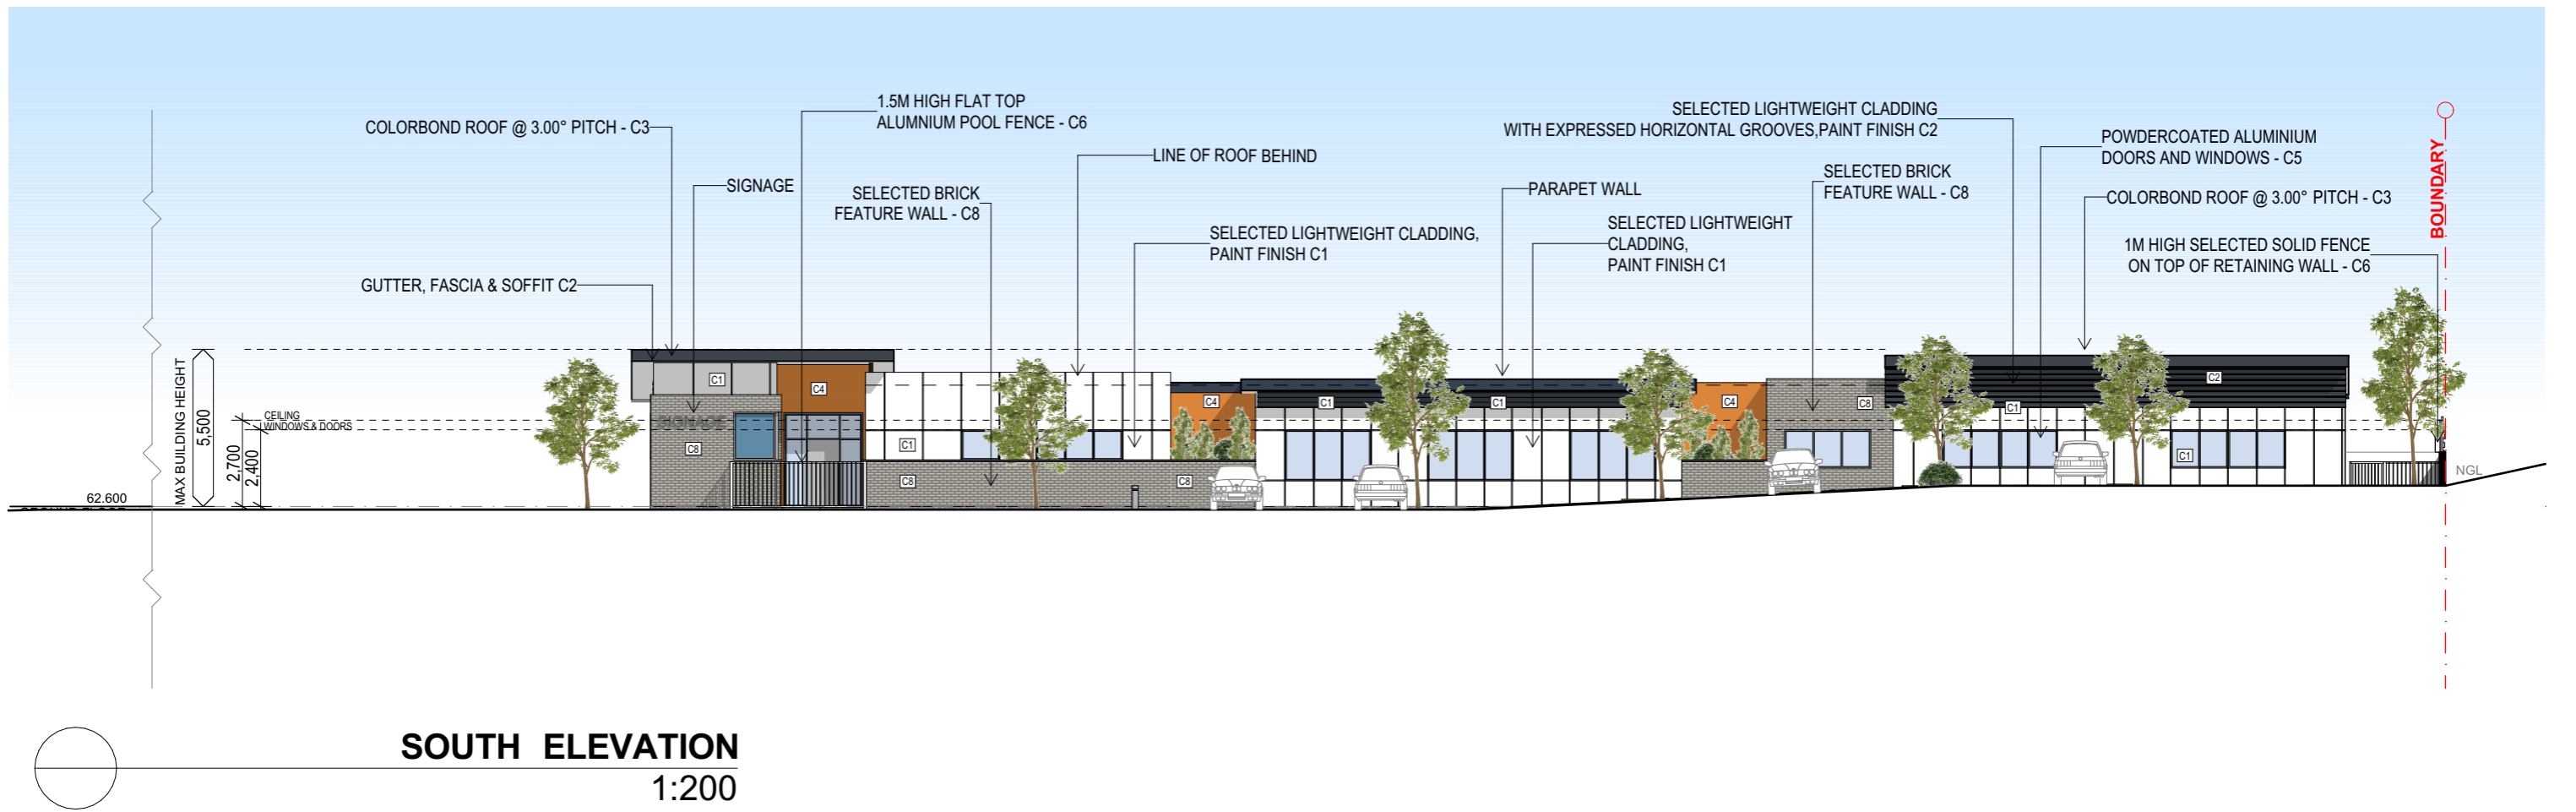 1.5M HIGH FLAT TOP
ALUMNIUM POOL FENCE - C6
COLORBOND ROOF @ 3.00° PITCH - C3
SELECTED LIGHTWEIGHT CLADDING
WITH EXPRESSED HORIZONTAL GROOVES,PAINT FINISH C2
POWDERCOATED ALUMINIUM
DOORS AND WINDOWS - C5
BOUNDARY
LINE OF ROOF BEHIND
SIGNAGE
SELECTED BRICK
FEATURE WALL - C8
PARAPET WALL
SELECTED BRICK
FEATURE WALL - C8
COLORBOND ROOF @ 3.00° PITCH - C3
SELECTED LIGHTWEIGHT CLADDING,
PAINT FINISH C1
SELECTED LIGHTWEIGHT
CLADDING,
PAINT FINISH C1
1M HIGH SELECTED SOLID FENCE
ON TOP OF RETAINING WALL - C6
GUTTER, FASCIA & SOFFIT C2
MAX BUILDING HEIGHT
5,500
2,700
2,400
CEILING
WINDOWS & DOORS
62.600
SIGNAGE
C1
C4
C8
C1
C8
C4
C8
C1
C1
C4
C8
C1
C2
C1
NGL
SOUTH ELEVATION
1:200